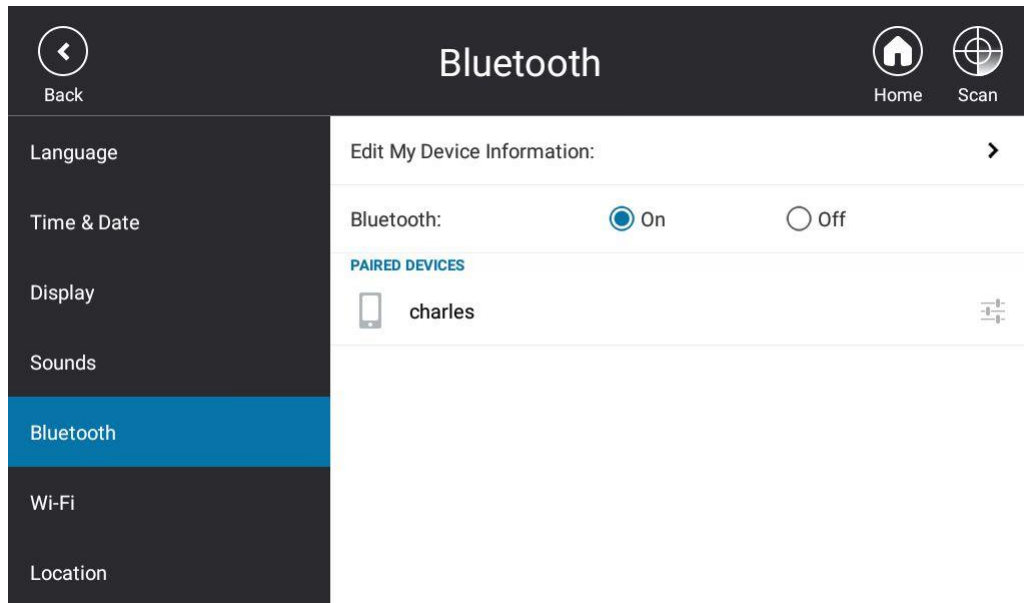 Bluetooth
Back
Home
Scan
Language
Time & Date
Display
Sounds
Bluetooth
Wi-Fi
Location
Edit My Device Information:
Bluetooth: On Off
PAIRED DEVICES
charles